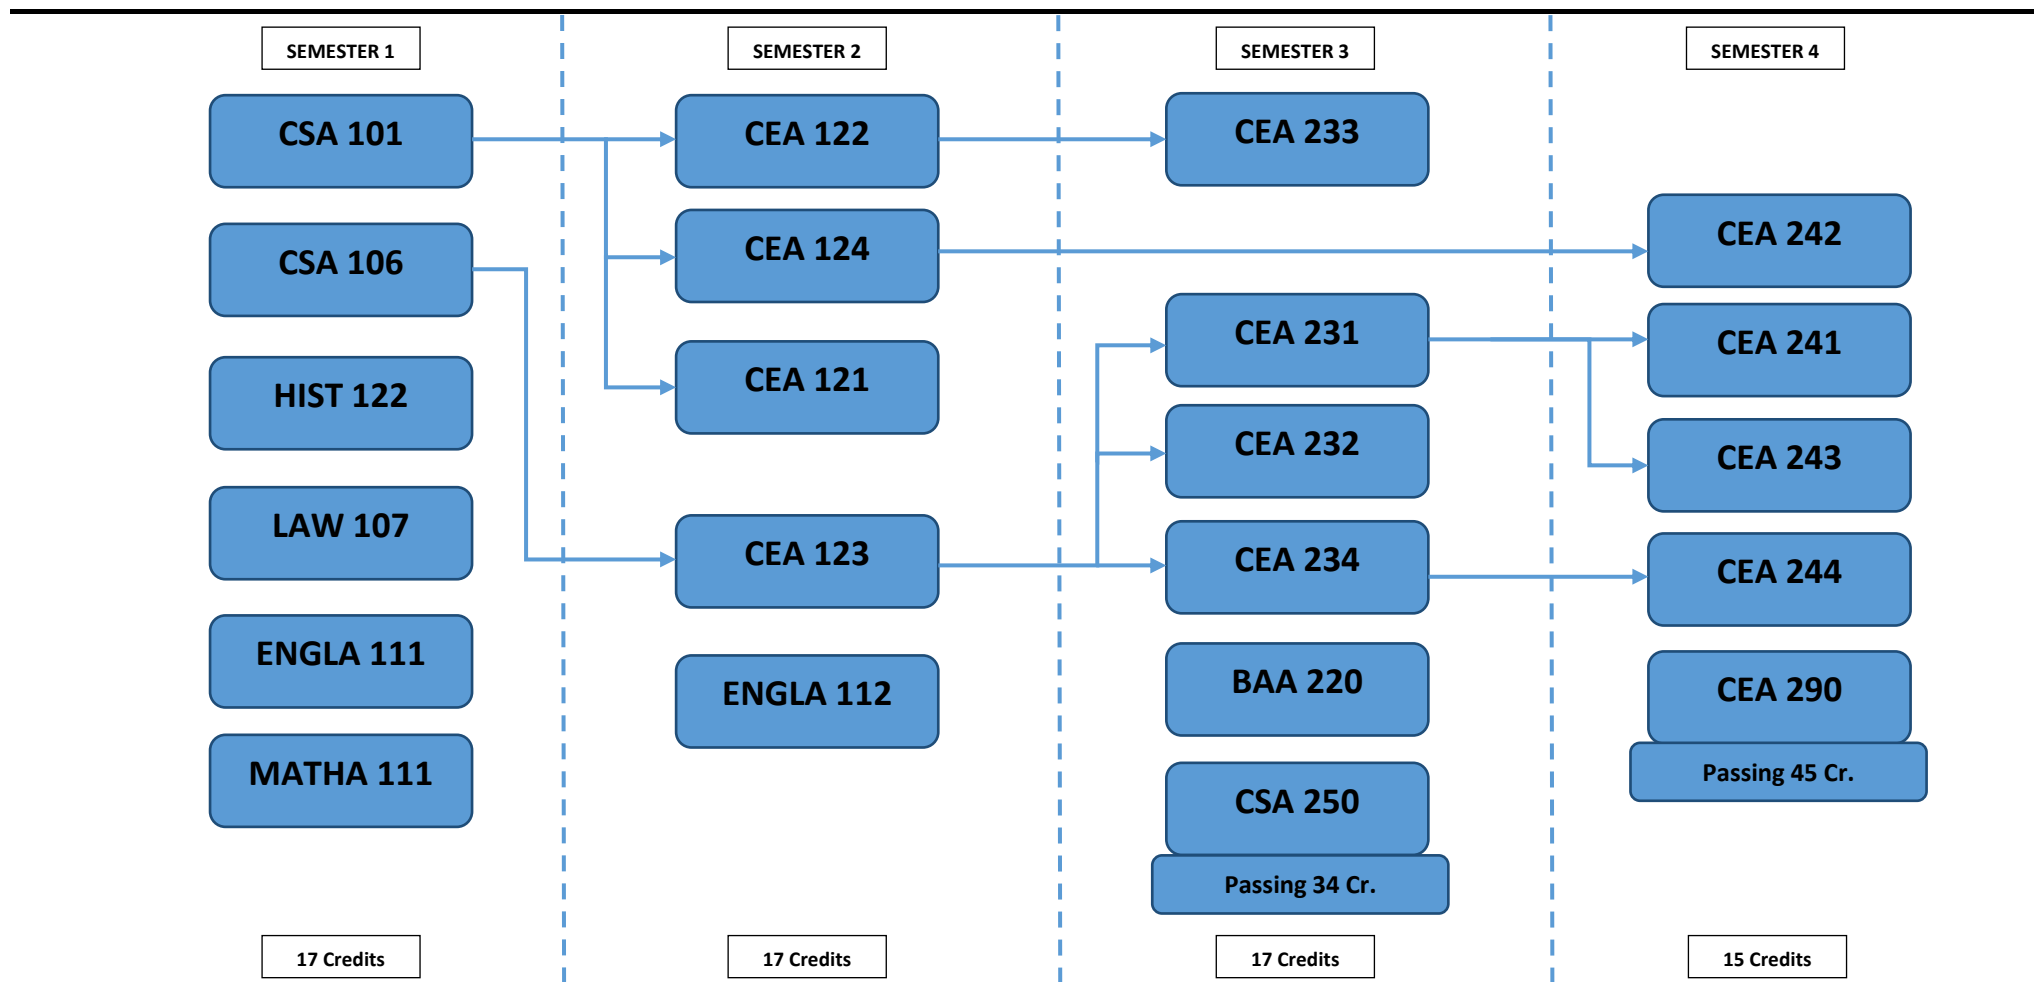 SEMESTER 1
CSA 101
CSA 106
HIST 122
LAW 107
ENGLA 111
MATHA 111
17 Credits
SEMESTER 2
CEA 122
CEA 124
CEA 121
CEA 123
ENGLA 112
17 Credits
SEMESTER 3
CEA 233
CEA 231
CEA 232
CEA 234
BAA 220
CSA 250
Passing 34 Cr.
17 Credits
SEMESTER 4
CEA 242
CEA 241
CEA 243
CEA 244
CEA 290
Passing 45 Cr.
15 Credits